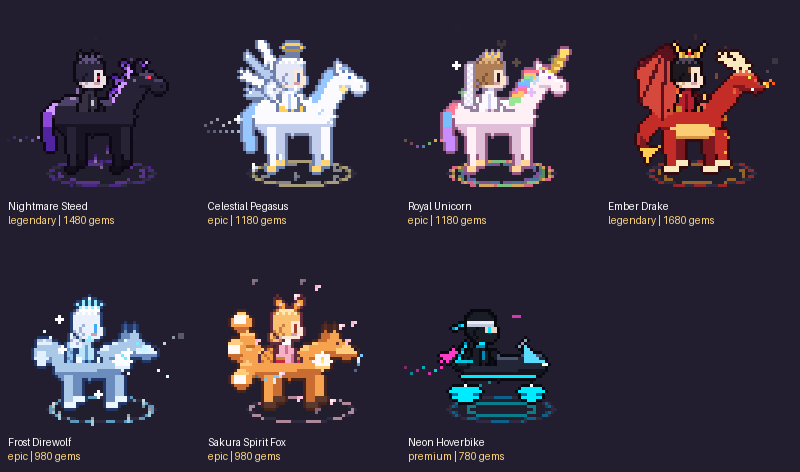 Nightmare Steed
legendary | 1480 gems
Celestial Pegasus
epic | 1180 gems
Royal Unicorn
epic | 1180 gems
Ember Drake
legendary | 1680 gems
Frost Direwolf
epic | 980 gems
Sakura Spirit Fox
epic | 980 gems
Neon Hoverbike
premium | 780 gems